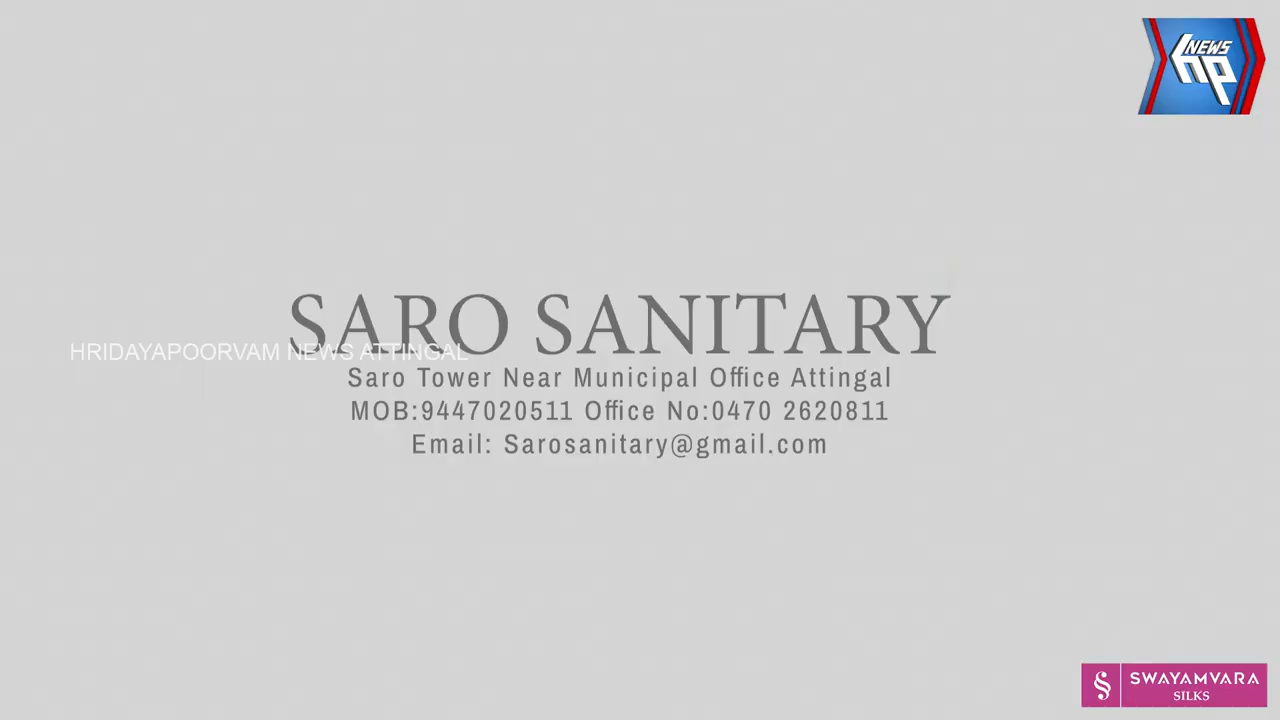 NEWS
hp
SARO SANITARY
HRIDAYAPOORVAM NEWS ATTINGAL
Saro Tower Near Municipal Office Attingal
MOB:9447020511 Office No:0470 2620811
Email: Sarosanitary@gmail.com
SWAYAMVARA
SILKS